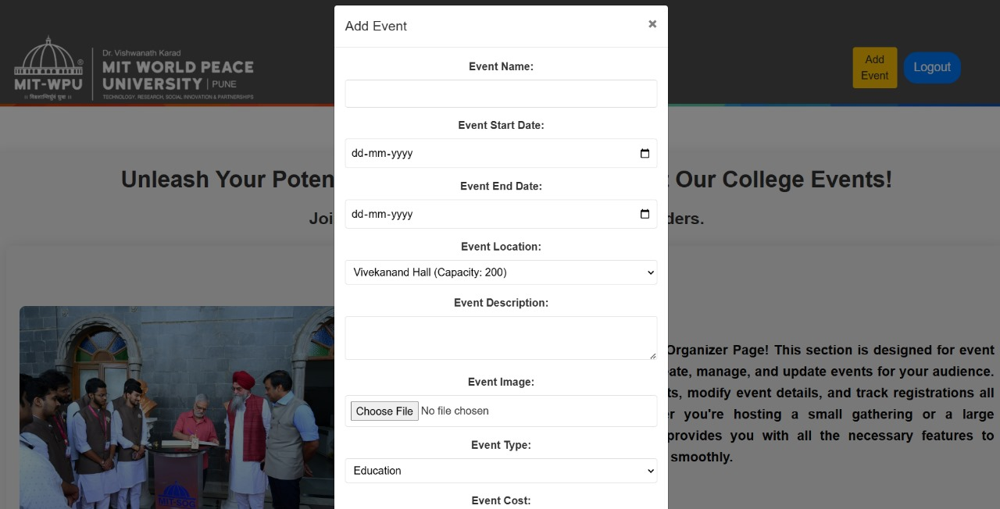 Add Event
×
Dr. Vishwanath Karad
MIT WORLD PEACE
UNIVERSITY | PUNE
TECHNOLOGY, RESEARCH, SOCIAL INNOVATION & PARTNERSHIPS
MIT-WPU
॥ विश्वशान्तिर्ध्रुवं ध्रुवा ॥
Add
Event
Logout
Event Name:
Event Start Date:
dd-mm-yyyy
Unleash Your Poten
t Our College Events!
Event End Date:
dd-mm-yyyy
Joi
ders.
Event Location:
Vivekanand Hall (Capacity: 200)
Event Description:
Organizer Page! This section is designed for event
ate, manage, and update events for your audience.
ts, modify event details, and track registrations all
er you're hosting a small gathering or a large
provides you with all the necessary features to
smoothly.
Event Image:
Choose File No file chosen
Event Type:
Education
Event Cost:
MIT-SOG